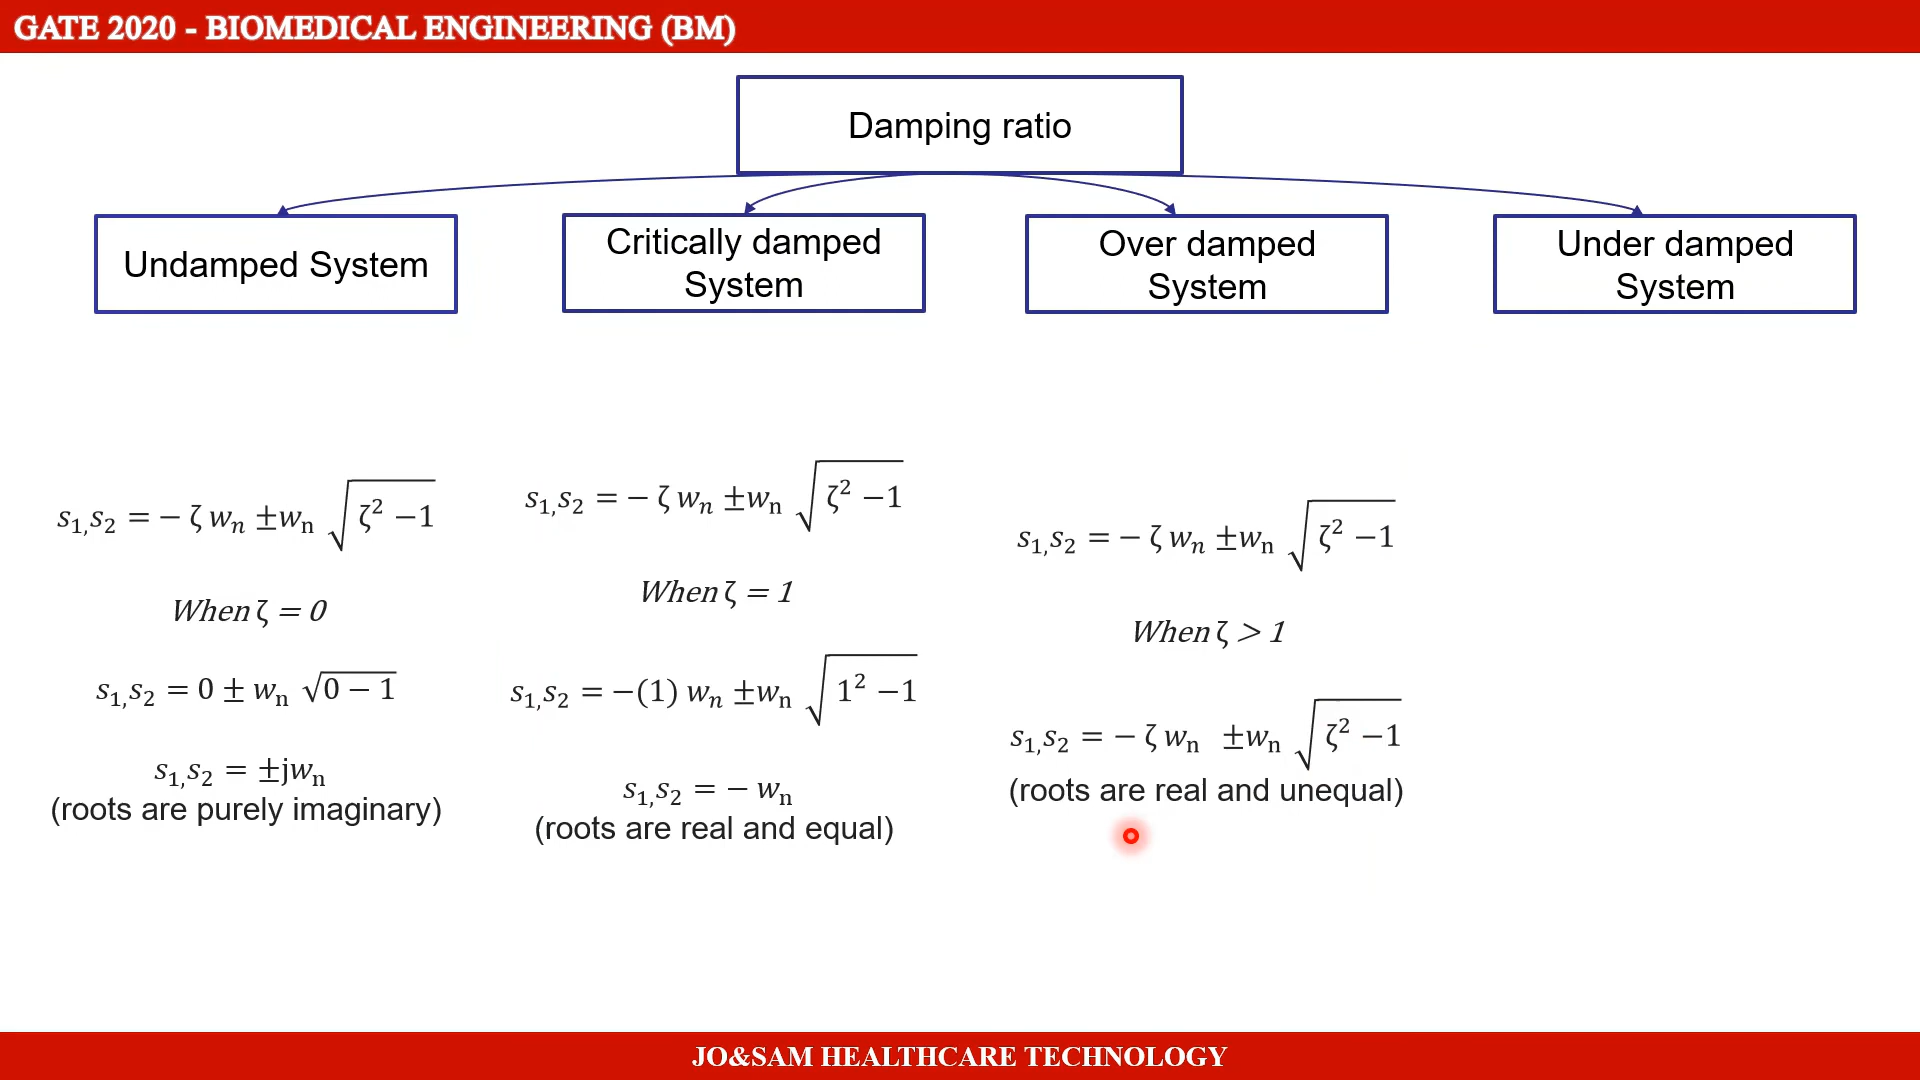 GATE 2020 - BIOMEDICAL ENGINEERING (BM)
Damping ratio
Undamped System
Critically damped
System
Over damped
System
Under damped
System
s₁,s₂ = − ζ wₙ ±wₙ √(ζ² −1)
When ζ = 0
s₁,s₂ = 0 ± wₙ √(0 − 1)
s₁,s₂ = ±jwₙ
(roots are purely imaginary)
s₁,s₂ = − ζ wₙ ±wₙ √(ζ² −1)
When ζ = 1
s₁,s₂ = −(1) wₙ ±wₙ √(1² −1)
s₁,s₂ = − wₙ
(roots are real and equal)
s₁,s₂ = − ζ wₙ ±wₙ √(ζ² −1)
When ζ > 1
s₁,s₂ = − ζ wₙ ±wₙ √(ζ² −1)
(roots are real and unequal)
JO&SAM HEALTHCARE TECHNOLOGY